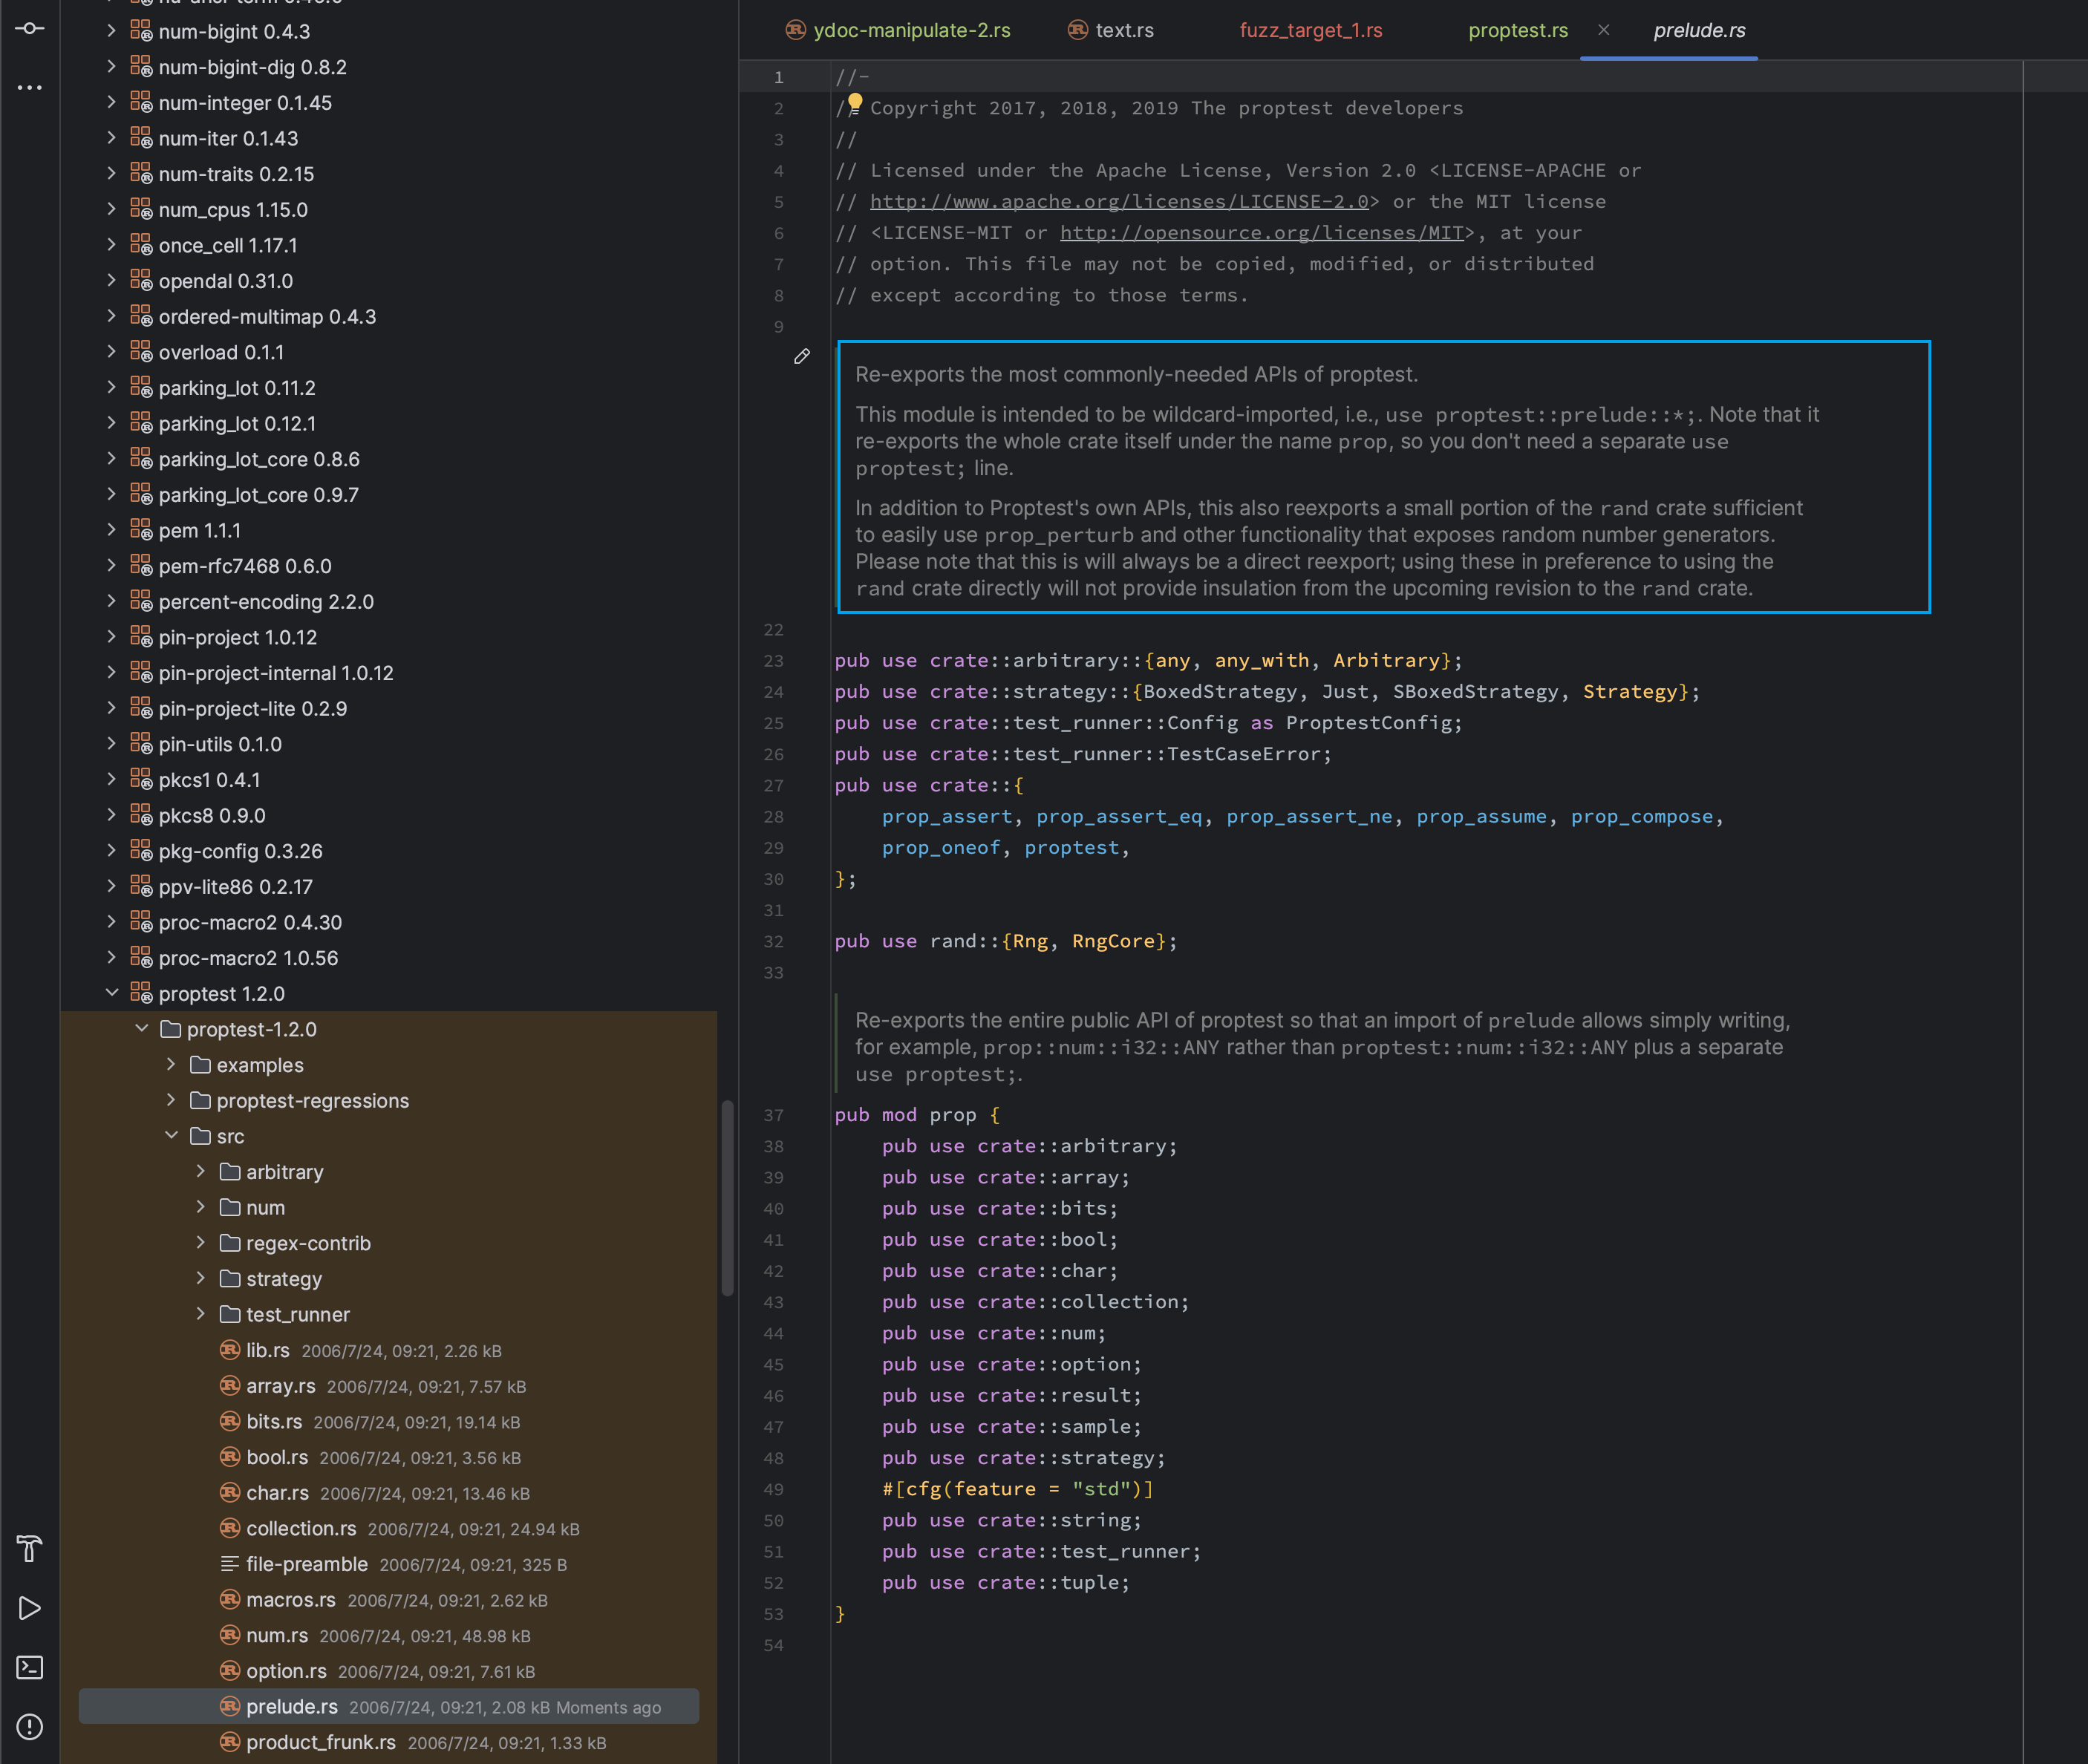 num-bigint 0.4.3
num-bigint-dig 0.8.2
num-integer 0.1.45
num-iter 0.1.43
num-traits 0.2.15
num_cpus 1.15.0
once_cell 1.17.1
opendal 0.31.0
ordered-multimap 0.4.3
overload 0.1.1
parking_lot 0.11.2
parking_lot 0.12.1
parking_lot_core 0.8.6
parking_lot_core 0.9.7
pem 1.1.1
pem-rfc7468 0.6.0
percent-encoding 2.2.0
pin-project 1.0.12
pin-project-internal 1.0.12
pin-project-lite 0.2.9
pin-utils 0.1.0
pkcs1 0.4.1
pkcs8 0.9.0
pkg-config 0.3.26
ppv-lite86 0.2.17
proc-macro2 0.4.30
proc-macro2 1.0.56
proptest 1.2.0
proptest-1.2.0
examples
proptest-regressions
src
arbitrary
num
regex-contrib
strategy
test_runner
lib.rs 2006/7/24, 09:21, 2.26 kB
array.rs 2006/7/24, 09:21, 7.57 kB
bits.rs 2006/7/24, 09:21, 19.14 kB
bool.rs 2006/7/24, 09:21, 3.56 kB
char.rs 2006/7/24, 09:21, 13.46 kB
collection.rs 2006/7/24, 09:21, 24.94 kB
file-preamble 2006/7/24, 09:21, 325 B
macros.rs 2006/7/24, 09:21, 2.62 kB
num.rs 2006/7/24, 09:21, 48.98 kB
option.rs 2006/7/24, 09:21, 7.61 kB
prelude.rs 2006/7/24, 09:21, 2.08 kB Moments ago
product_frunk.rs 2006/7/24, 09:21, 1.33 kB
ydoc-manipulate-2.rs text.rs fuzz_target_1.rs proptest.rs prelude.rs
1 //-
2 // Copyright 2017, 2018, 2019 The proptest developers
3 //
4 // Licensed under the Apache License, Version 2.0 <LICENSE-APACHE or
5 // http://www.apache.org/licenses/LICENSE-2.0> or the MIT license
6 // <LICENSE-MIT or http://opensource.org/licenses/MIT>, at your
7 // option. This file may not be copied, modified, or distributed
8 // except according to those terms.
9
Re-exports the most commonly-needed APIs of proptest.
This module is intended to be wildcard-imported, i.e., use proptest::prelude::*;. Note that it
re-exports the whole crate itself under the name prop, so you don't need a separate use
proptest; line.
In addition to Proptest's own APIs, this also reexports a small portion of the rand crate sufficient
to easily use prop_perturb and other functionality that exposes random number generators.
Please note that this is will always be a direct reexport; using these in preference to using the
rand crate directly will not provide insulation from the upcoming revision to the rand crate.
22
23 pub use crate::arbitrary::{any, any_with, Arbitrary};
24 pub use crate::strategy::{BoxedStrategy, Just, SBoxedStrategy, Strategy};
25 pub use crate::test_runner::Config as ProptestConfig;
26 pub use crate::test_runner::TestCaseError;
27 pub use crate::{
28 prop_assert, prop_assert_eq, prop_assert_ne, prop_assume, prop_compose,
29 prop_oneof, proptest,
30 };
31
32 pub use rand::{Rng, RngCore};
33
Re-exports the entire public API of proptest so that an import of prelude allows simply writing,
for example, prop::num::i32::ANY rather than proptest::num::i32::ANY plus a separate
use proptest;.
37 pub mod prop {
38 pub use crate::arbitrary;
39 pub use crate::array;
40 pub use crate::bits;
41 pub use crate::bool;
42 pub use crate::char;
43 pub use crate::collection;
44 pub use crate::num;
45 pub use crate::option;
46 pub use crate::result;
47 pub use crate::sample;
48 pub use crate::strategy;
49 #[cfg(feature = "std")]
50 pub use crate::string;
51 pub use crate::test_runner;
52 pub use crate::tuple;
53 }
54